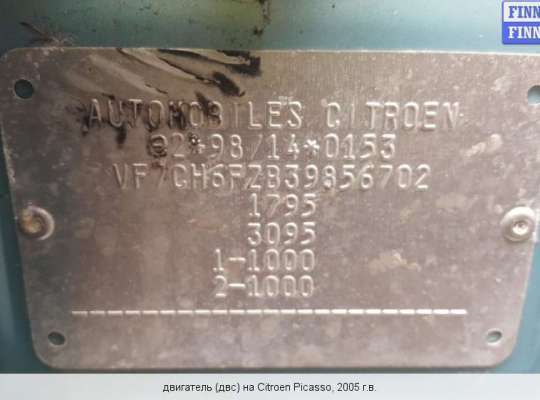 FINN
FINN
AUTOMOBILES CITROEN
e2*98/14*0153
VF7CH6FZB39856702
1795
3095
1-1000
2-1000
двигатель (двс) на Citroen Picasso, 2005 г.в.